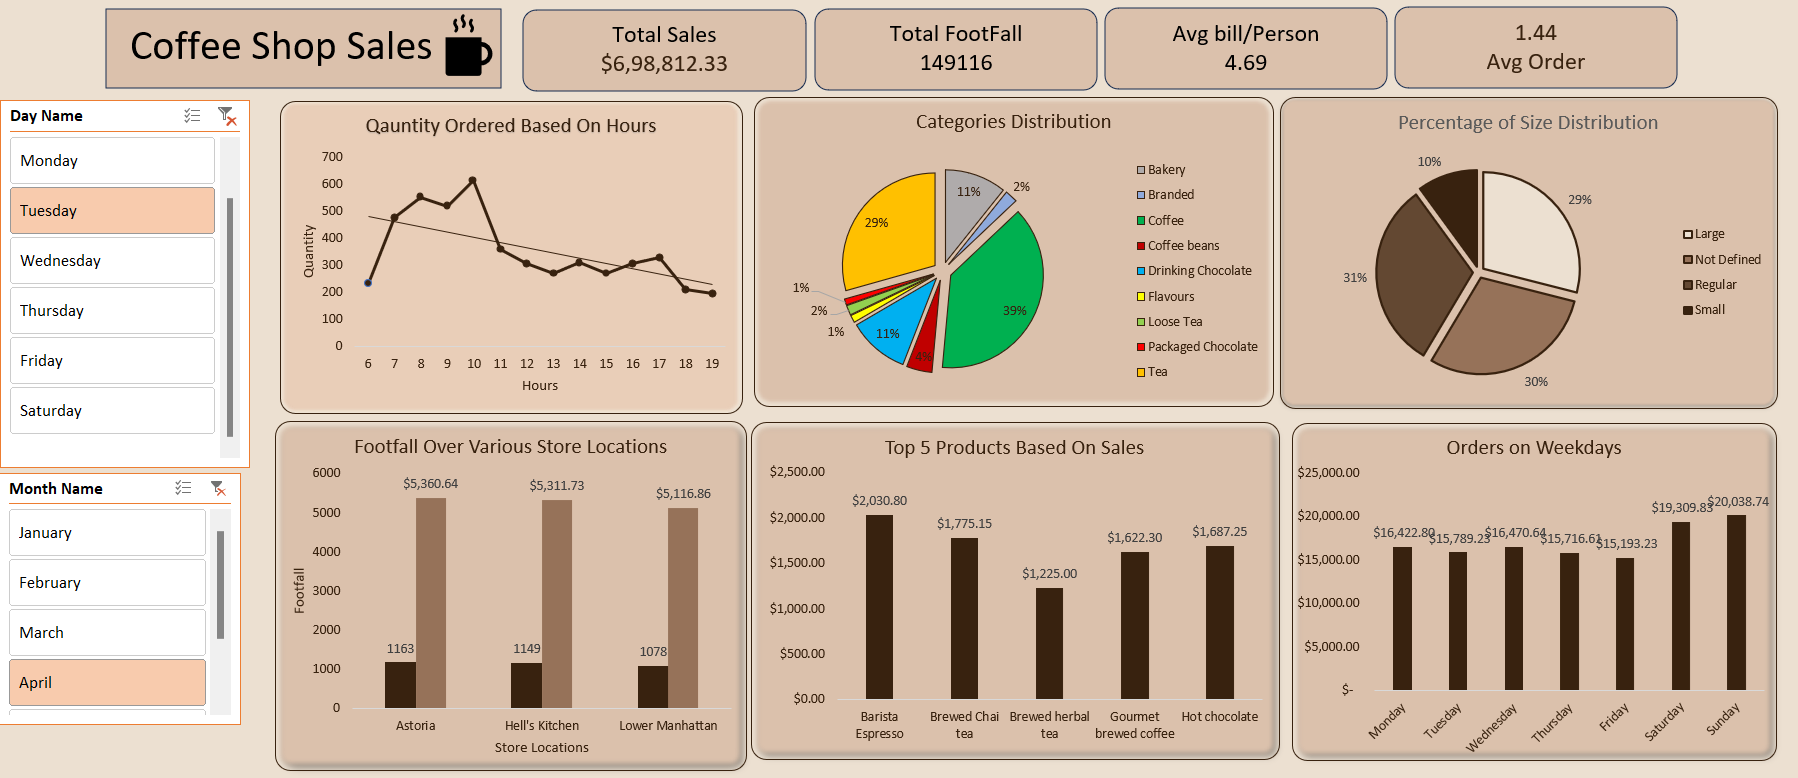 Coffee Shop Sales
Total Sales
$6,98,812.33
Total FootFall
149116
Avg bill/Person
4.69
1.44
Avg Order
Day Name
Monday
Tuesday
Wednesday
Thursday
Friday
Saturday
Month Name
January
February
March
April
Qauntity Ordered Based On Hours
Quantity
700
600
500
400
300
200
100
0
6 7 8 9 10 11 12 13 14 15 16 17 18 19
Hours
Categories Distribution
11%
2%
39%
4%
11%
1%
2%
1%
29%
Bakery
Branded
Coffee
Coffee beans
Drinking Chocolate
Flavours
Loose Tea
Packaged Chocolate
Tea
Percentage of Size Distribution
10%
29%
31%
30%
Large
Not Defined
Regular
Small
Footfall Over Various Store Locations
Footfall
6000
5000
4000
3000
2000
1000
0
$5,360.64
$5,311.73
$5,116.86
1163
1149
1078
Astoria
Hell's Kitchen
Lower Manhattan
Store Locations
Top 5 Products Based On Sales
$2,500.00
$2,000.00
$1,500.00
$1,000.00
$500.00
$0.00
$2,030.80
$1,775.15
$1,225.00
$1,622.30
$1,687.25
Barista
Espresso
Brewed Chai
tea
Brewed herbal
tea
Gourmet
brewed coffee
Hot chocolate
Orders on Weekdays
$25,000.00
$20,000.00
$15,000.00
$10,000.00
$5,000.00
$-
$16,422.80
$15,789.23
$16,470.64
$15,716.61
$15,193.23
$19,309.83
$20,038.74
Monday
Tuesday
Wednesday
Thursday
Friday
Saturday
Sunday